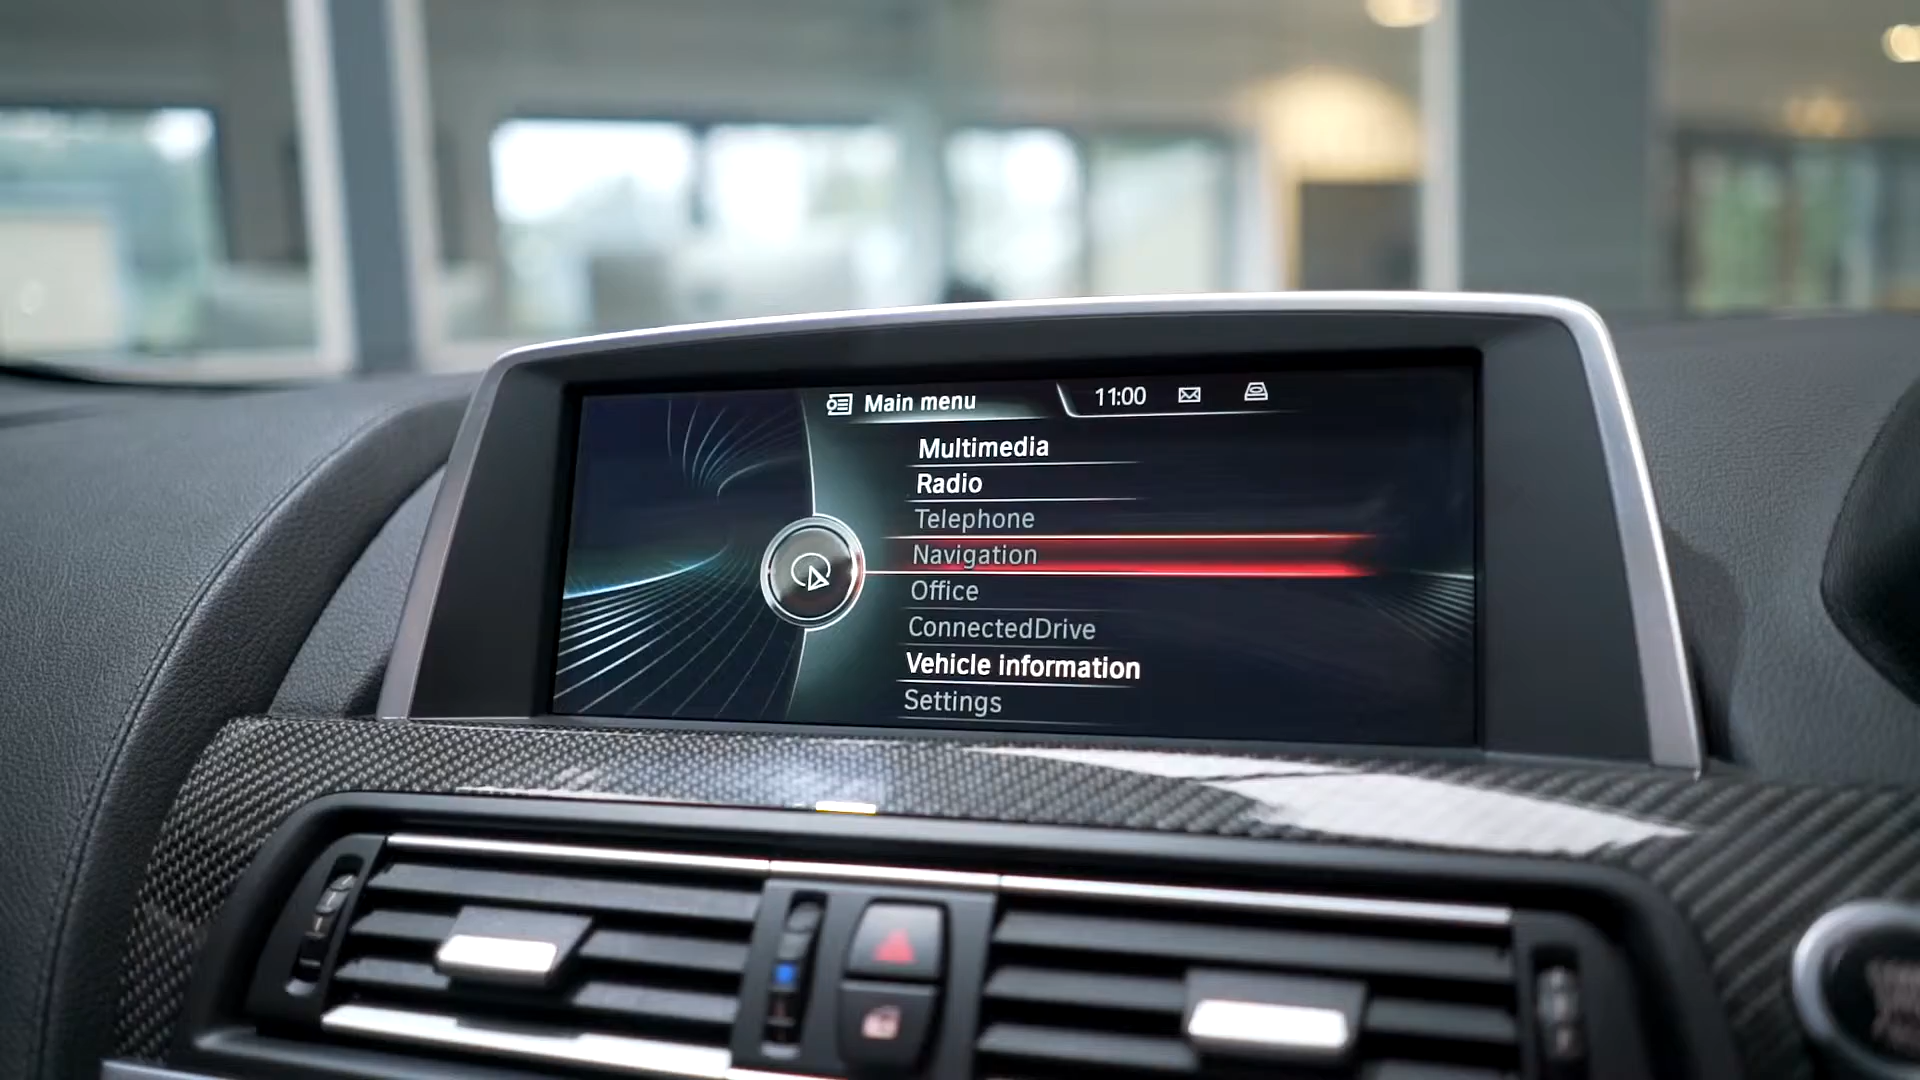 Main menu 11:00
Multimedia
Radio
Telephone
Navigation
Office
ConnectedDrive
Vehicle information
Settings